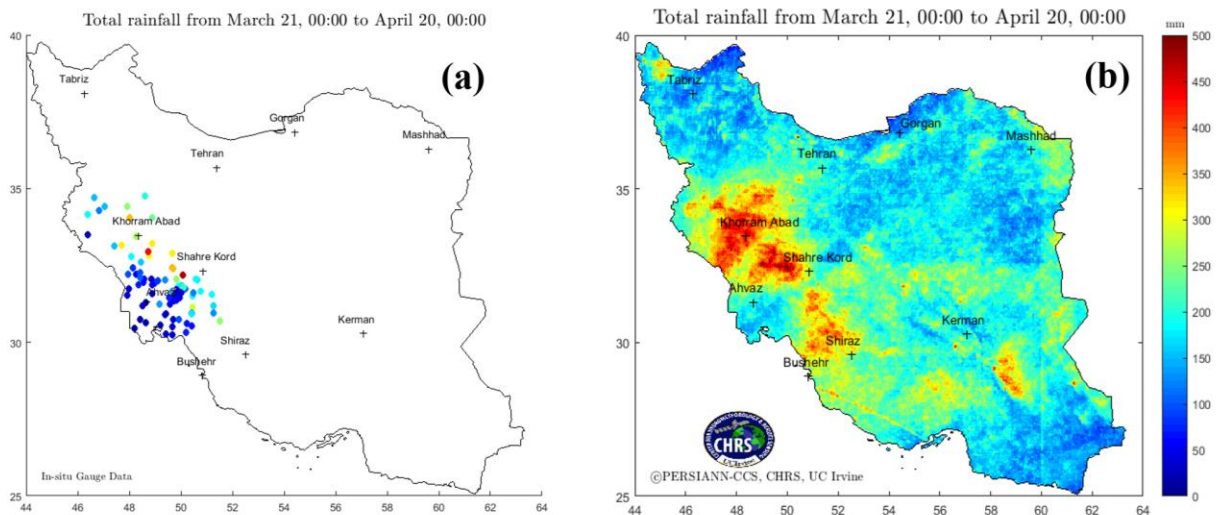 Total rainfall from March 21, 00:00 to April 20, 00:00
40
35
30
25
44 46 48 50 52 54 56 58 60 62 64
(a)
Tabriz
Gorgan
Mashhad
Tehran
Khorram Abad
Shahre Kord
Ahvaz
Kerman
Shiraz
Bushehr
In-situ Gauge Data
Total rainfall from March 21, 00:00 to April 20, 00:00
40
35
30
25
44 46 48 50 52 54 56 58 60 62 64
(b)
Tabriz
Gorgan
Mashhad
Tehran
Khorram Abad
Shahre Kord
Ahvaz
Kerman
Shiraz
Bushehr
CHRS
UC Irvine
©PERSIANN-CCS, CHRS, UC Irvine
mm
500
450
400
350
300
250
200
150
100
50
0